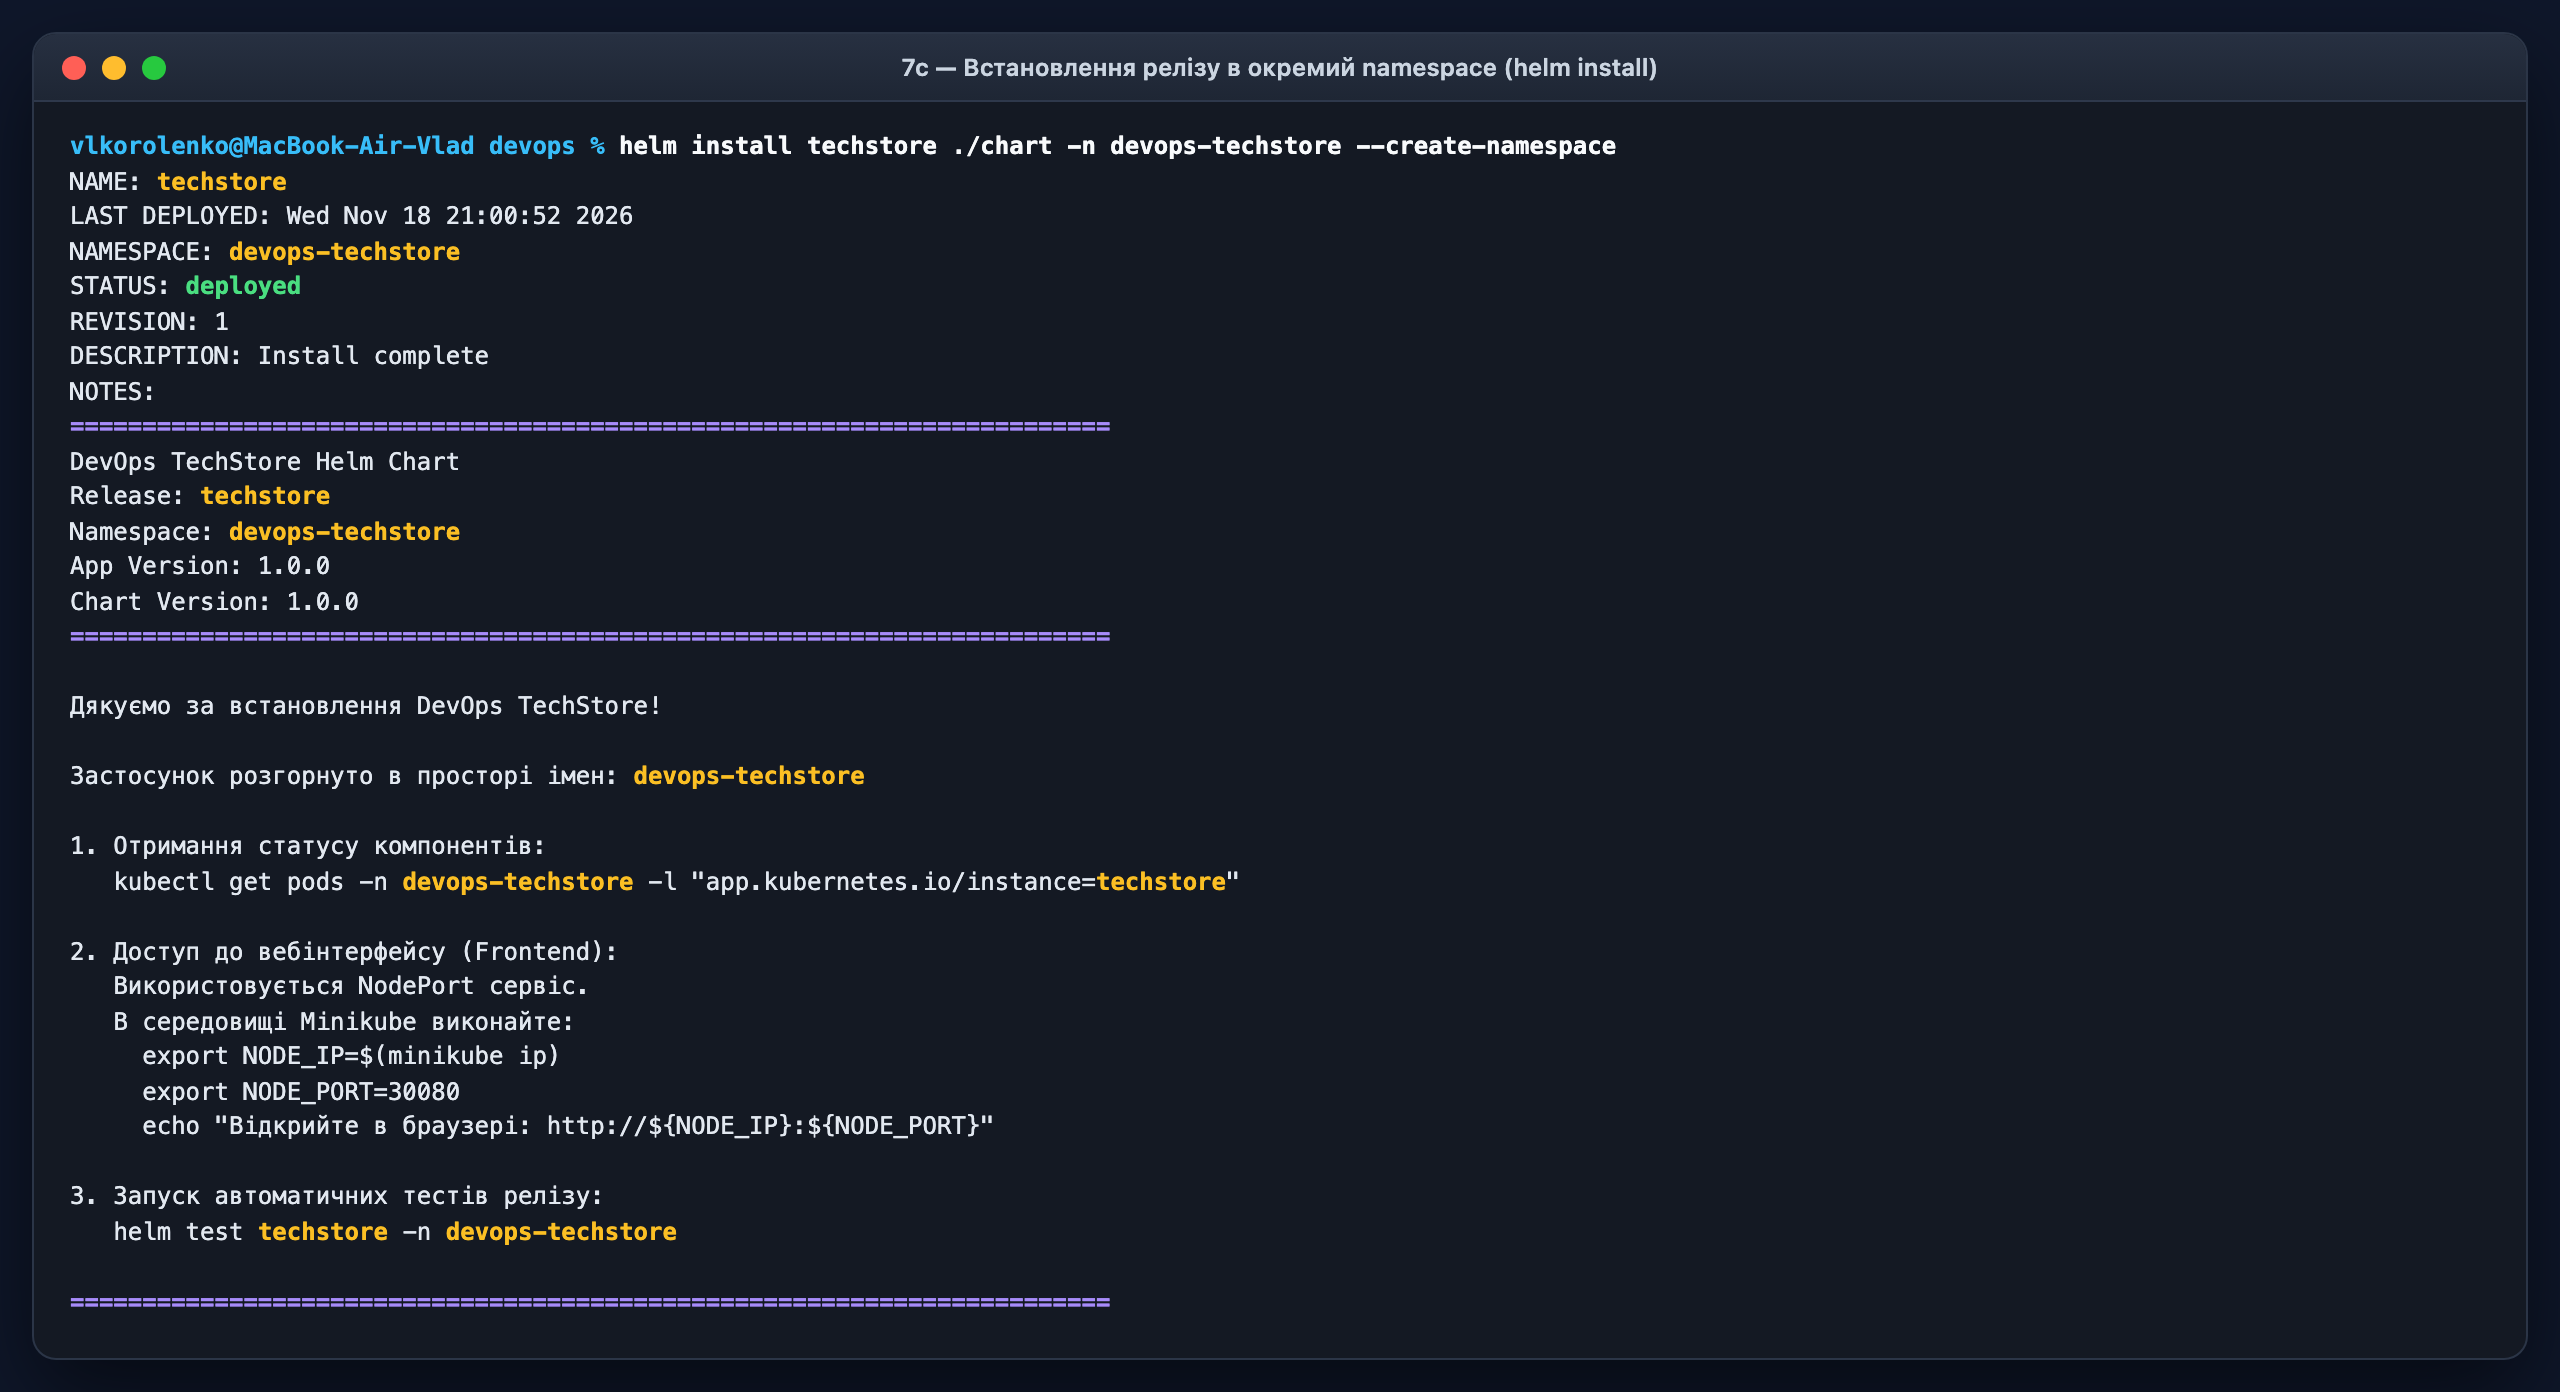 7c — Встановлення релізу в окремий namespace (helm install)
vlkorolenko@MacBook-Air-Vlad devops % helm install techstore ./chart -n devops-techstore --create-namespace
NAME: techstore
LAST DEPLOYED: Wed Nov 18 21:00:52 2026
NAMESPACE: devops-techstore
STATUS: deployed
REVISION: 1
DESCRIPTION: Install complete
NOTES:
========================================================================
DevOps TechStore Helm Chart
Release: techstore
Namespace: devops-techstore
App Version: 1.0.0
Chart Version: 1.0.0
========================================================================
Дякуємо за встановлення DevOps TechStore!
Застосунок розгорнуто в просторі імен: devops-techstore
1. Отримання статусу компонентів:
kubectl get pods -n devops-techstore -l "app.kubernetes.io/instance=techstore"
2. Доступ до вебінтерфейсу (Frontend):
Використовується NodePort сервіс.
В середовищі Minikube виконайте:
export NODE_IP=$(minikube ip)
export NODE_PORT=30080
echo "Відкрийте в браузері: http://${NODE_IP}:${NODE_PORT}"
3. Запуск автоматичних тестів релізу:
helm test techstore -n devops-techstore
========================================================================